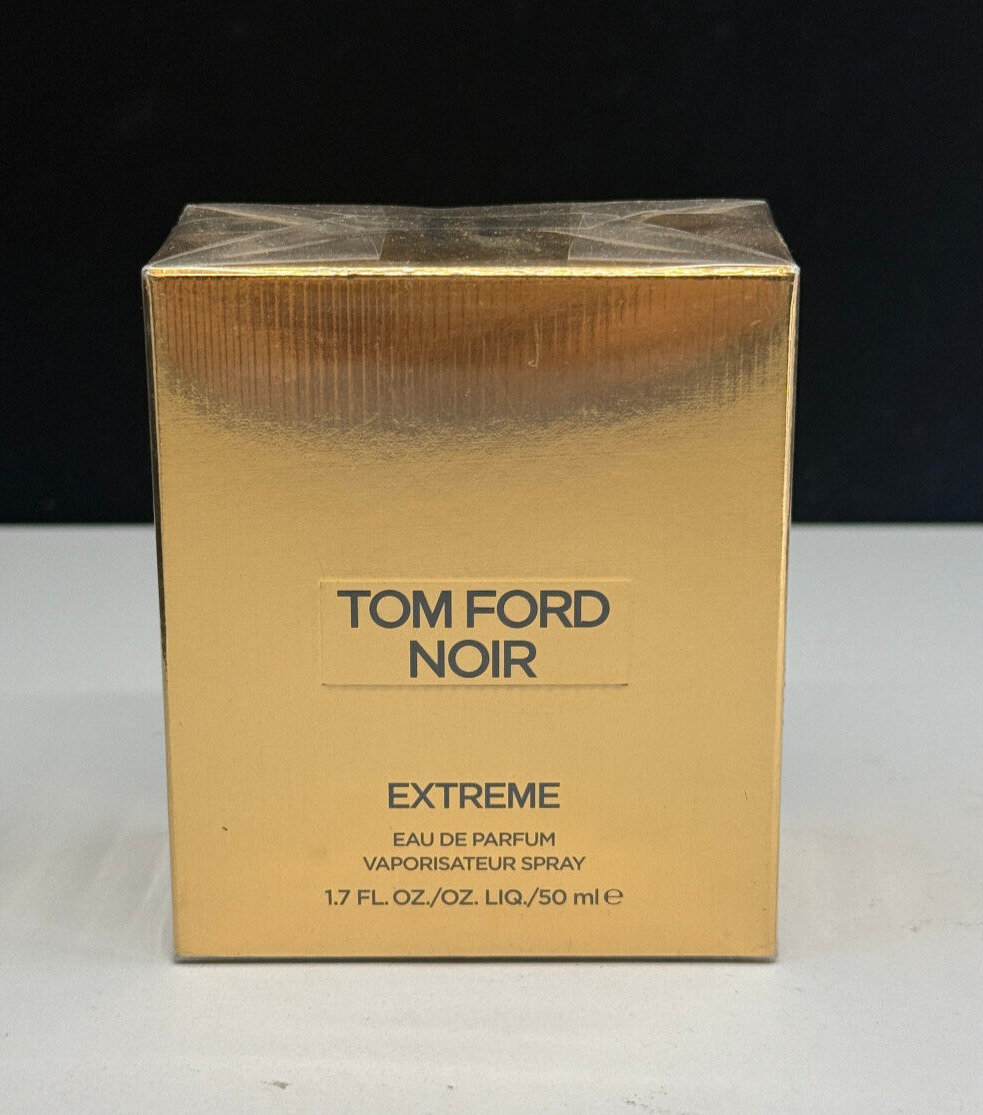 TOM FORD
NOIR
EXTREME
EAU DE PARFUM
VAPORISATEUR SPRAY
1.7 FL. OZ./OZ. LIQ./50 ml ℮